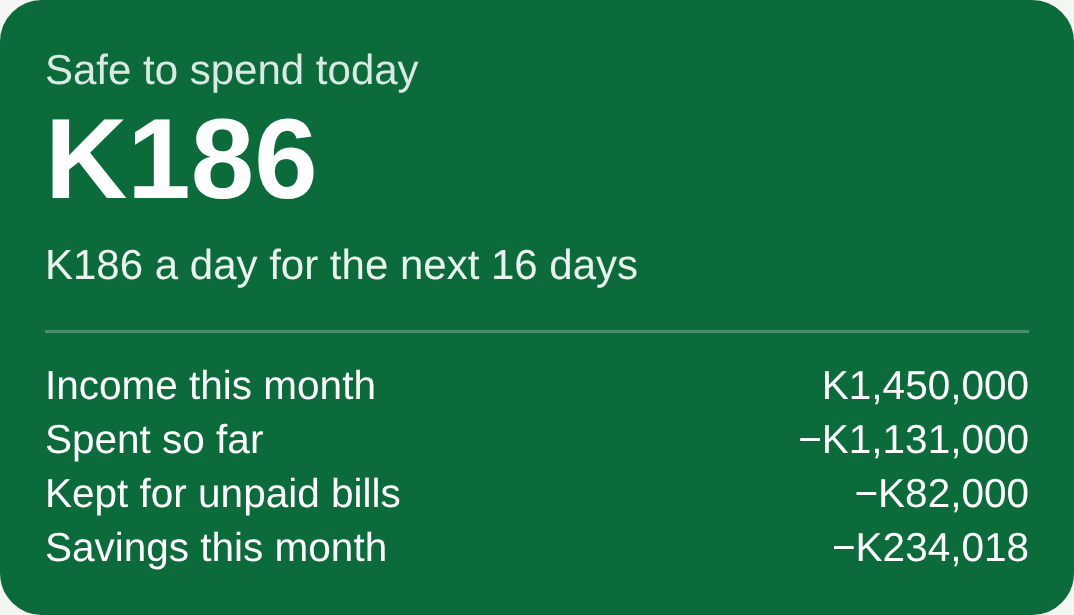 Safe to spend today
K186
K186 a day for the next 16 days
Income this month K1,450,000
Spent so far −K1,131,000
Kept for unpaid bills −K82,000
Savings this month −K234,018